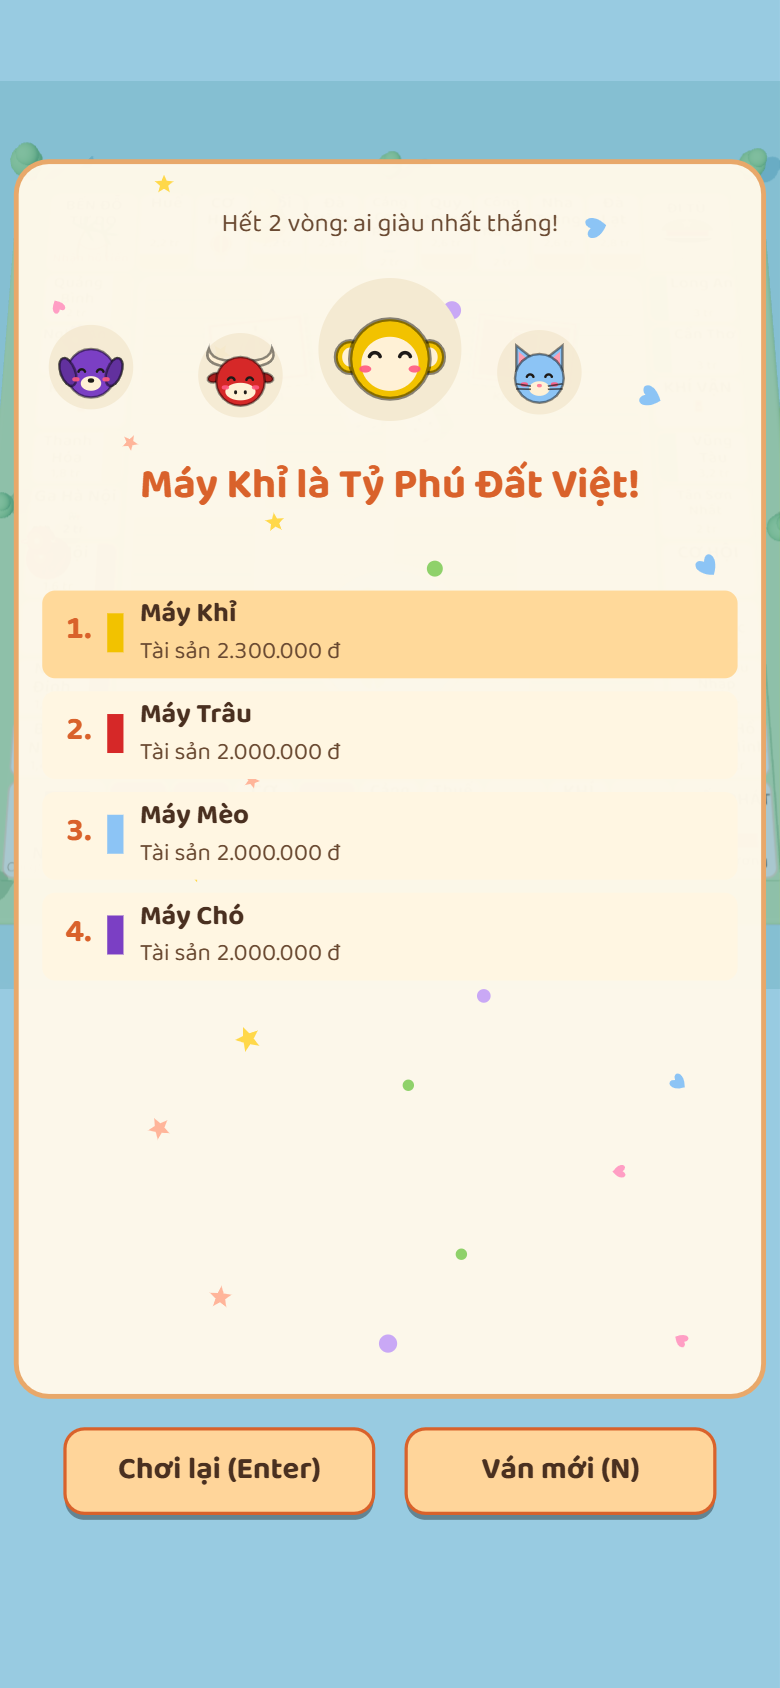 Hết 2 vòng: ai giàu nhất thắng!
Máy Khỉ là Tỷ Phú Đất Việt!
1. Máy Khỉ
Tài sản 2.300.000 đ
2. Máy Trâu
Tài sản 2.000.000 đ
3. Máy Mèo
Tài sản 2.000.000 đ
4. Máy Chó
Tài sản 2.000.000 đ
Chơi lại (Enter)
Ván mới (N)